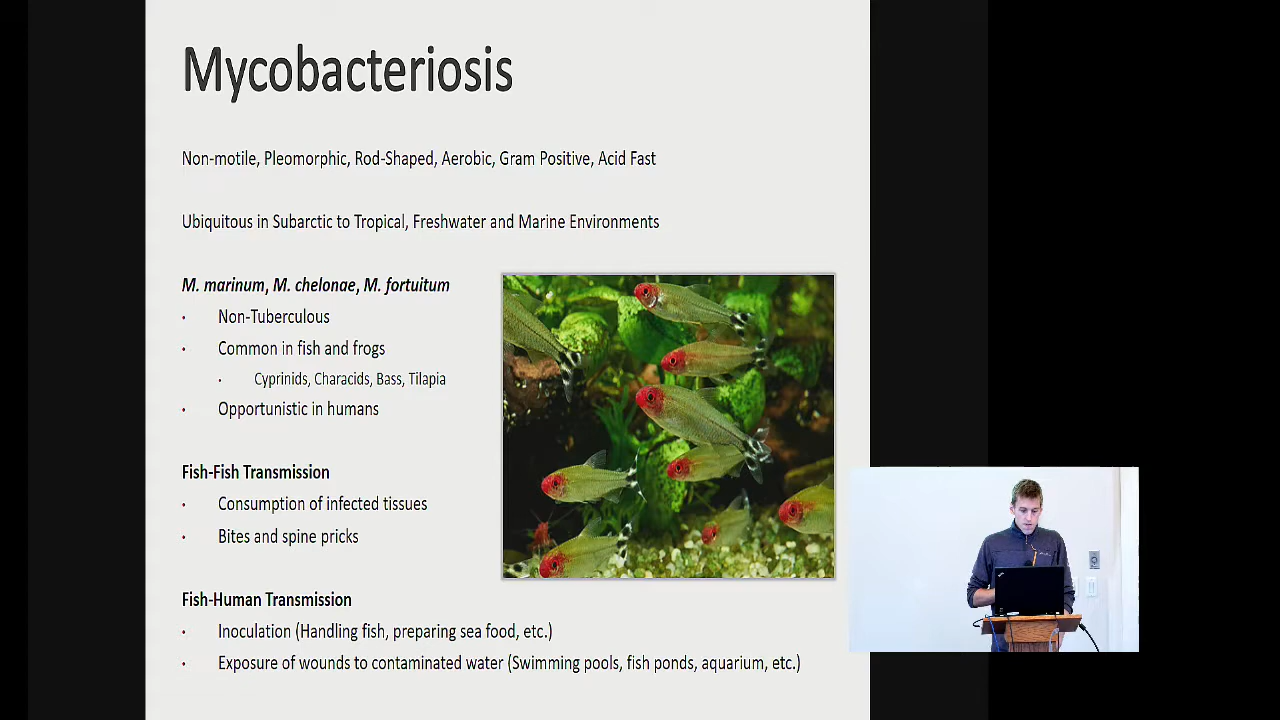 Mycobacteriosis
Non-motile, Pleomorphic, Rod-Shaped, Aerobic, Gram Positive, Acid Fast
Ubiquitous in Subarctic to Tropical, Freshwater and Marine Environments
M. marinum, M. chelonae, M. fortuitum
• Non-Tuberculous
• Common in fish and frogs
• Cyprinids, Characids, Bass, Tilapia
• Opportunistic in humans
Fish-Fish Transmission
• Consumption of infected tissues
• Bites and spine pricks
Fish-Human Transmission
• Inoculation (Handling fish, preparing sea food, etc.)
• Exposure of wounds to contaminated water (Swimming pools, fish ponds, aquarium, etc.)